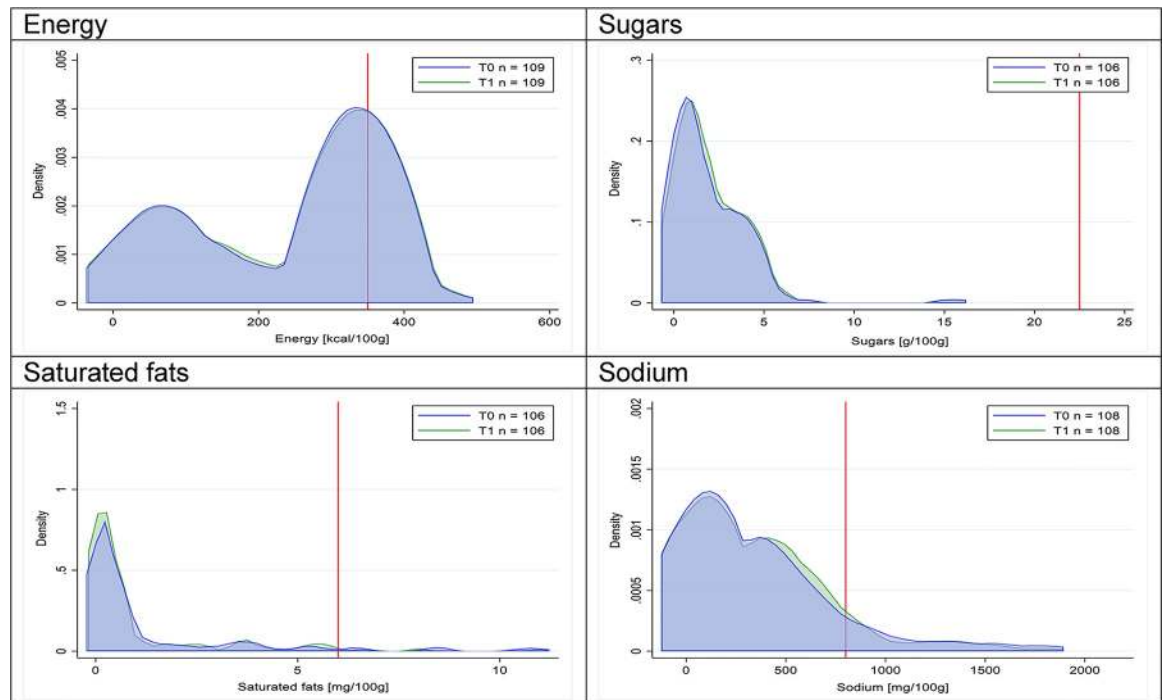 Energy
Sugars
.005
.004
.003
.002
.001
0
Density
T0 n = 109
T1 n = 109
0 200 400 600
Energy [kcal/100g]
.3
.2
.1
0
Density
T0 n = 106
T1 n = 106
0 5 10 15 20 25
Sugars [g/100g]
Saturated fats
Sodium
1.5
1
.5
0
Density
T0 n = 106
T1 n = 106
0 5 10
Saturated fats [mg/100g]
.002
.0015
.001
.0005
0
Density
T0 n = 108
T1 n = 108
0 500 1000 1500 2000
Sodium [mg/100g]